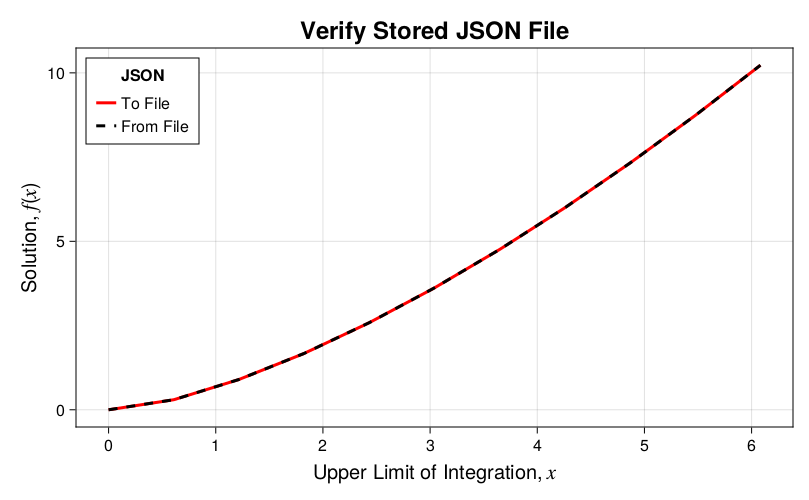 Verify Stored JSON File
JSON
To File
From File
10
5
0
Solution, f(x)
0 1 2 3 4 5 6
Upper Limit of Integration, x